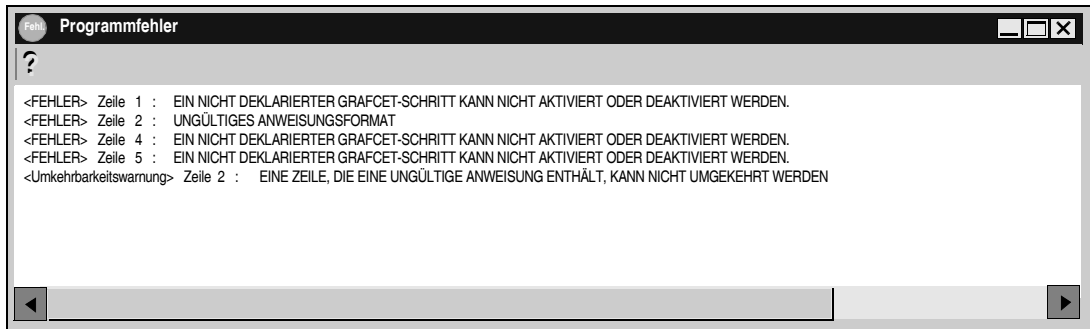 Fehl. Programmfehler
?
<FEHLER> Zeile 1 : EIN NICHT DEKLARIERTER GRAFCET-SCHRITT KANN NICHT AKTIVIERT ODER DEAKTIVIERT WERDEN.
<FEHLER> Zeile 2 : UNGÜLTIGES ANWEISUNGSFORMAT
<FEHLER> Zeile 4 : EIN NICHT DEKLARIERTER GRAFCET-SCHRITT KANN NICHT AKTIVIERT ODER DEAKTIVIERT WERDEN.
<FEHLER> Zeile 5 : EIN NICHT DEKLARIERTER GRAFCET-SCHRITT KANN NICHT AKTIVIERT ODER DEAKTIVIERT WERDEN.
<Umkehrbarkeitswarnung> Zeile 2 : EINE ZEILE, DIE EINE UNGÜLTIGE ANWEISUNG ENTHÄLT, KANN NICHT UMGEKEHRT WERDEN